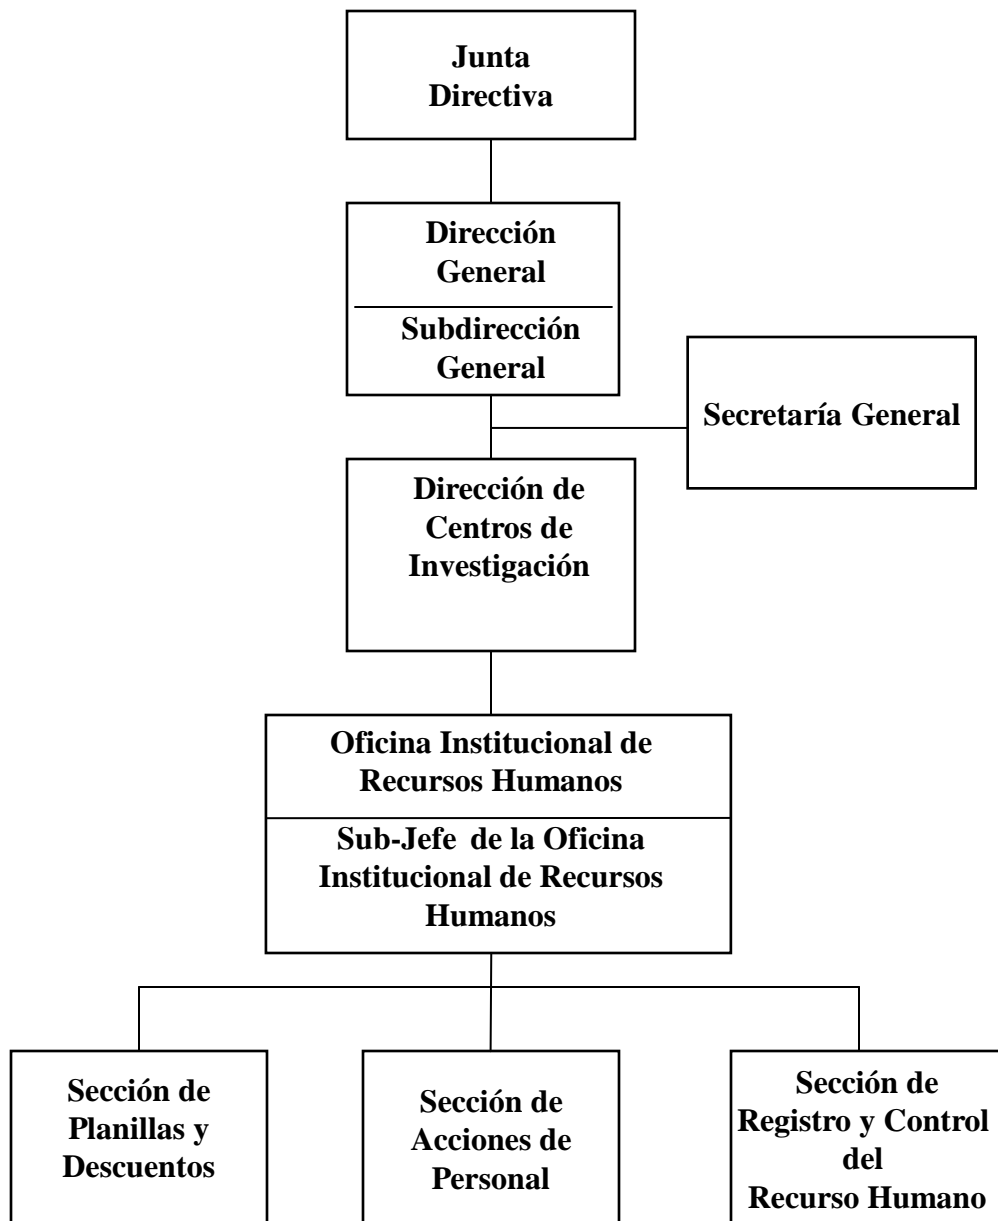 Junta
Directiva
Dirección
General
Subdirección
General
Secretaría General
Dirección de
Centros de
Investigación
Oficina Institucional de
Recursos Humanos
Sub-Jefe de la Oficina
Institucional de Recursos
Humanos
Sección de
Planillas y
Descuentos
Sección de
Acciones de
Personal
Sección de
Registro y Control
del
Recurso Humano